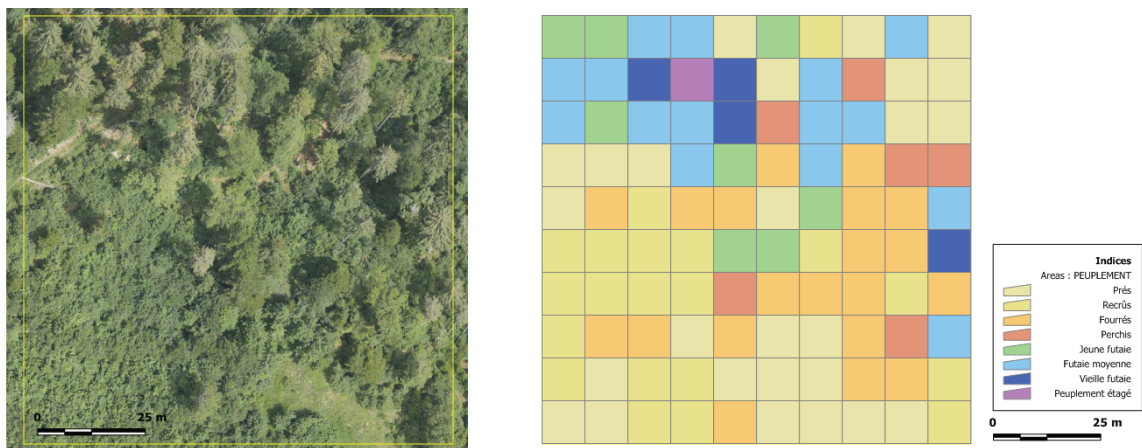 0 25 m
Indices
Areas : PEUPLEMENT
Prés
Recrûs
Fourrés
Perchis
Jeune futaie
Futaie moyenne
Vieille futaie
Peuplement étagé
0 25 m